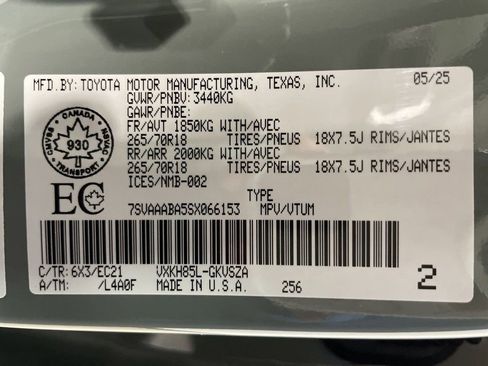 MFD.BY: TOYOTA MOTOR MANUFACTURING, TEXAS, INC. 05/25
GVWR/PNBV: 3440KG
GAWR/PNBE:
FR/AVT 1850KG WITH/AVEC
265/70R18 TIRES/PNEUS 18X7.5J RIMS/JANTES
RR/ARR 2000KG WITH/AVEC
265/70R18 TIRES/PNEUS 18X7.5J RIMS/JANTES
ICES/NMB-002
CMVSS CANADA NSVAC
930
TRANSPORT
EC
TYPE
7SVAAABA5SX066153 MPV/VTUM
C/TR: 6X3/EC21 VXKH85L-GKVSZA
A/TM: /L4A0F MADE IN U.S.A. 256
2